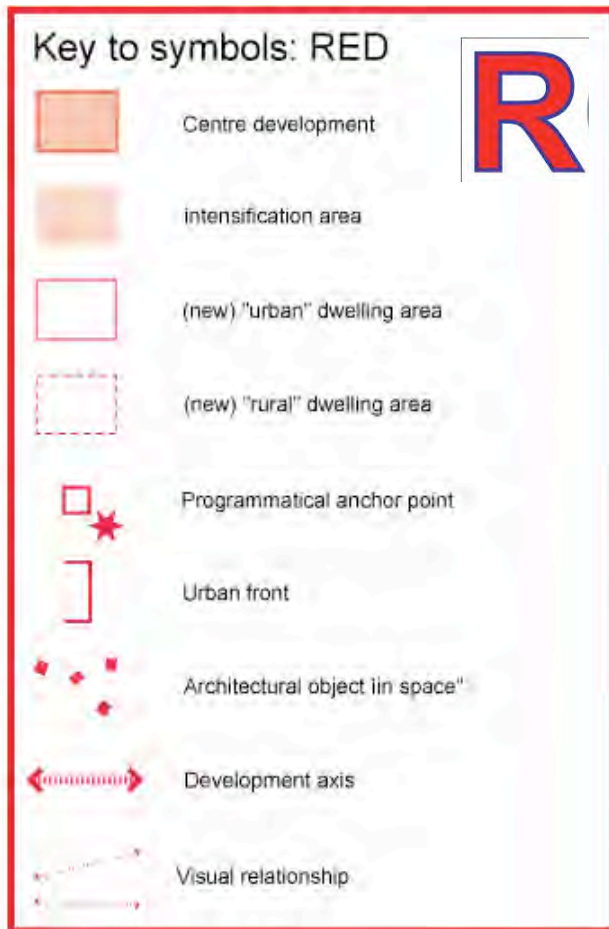 Key to symbols: RED
R
Centre development
intensification area
(new) "urban" dwelling area
(new) "rural" dwelling area
Programmatical anchor point
Urban front
Architectural object ìin space"
Development axis
Visual relationship